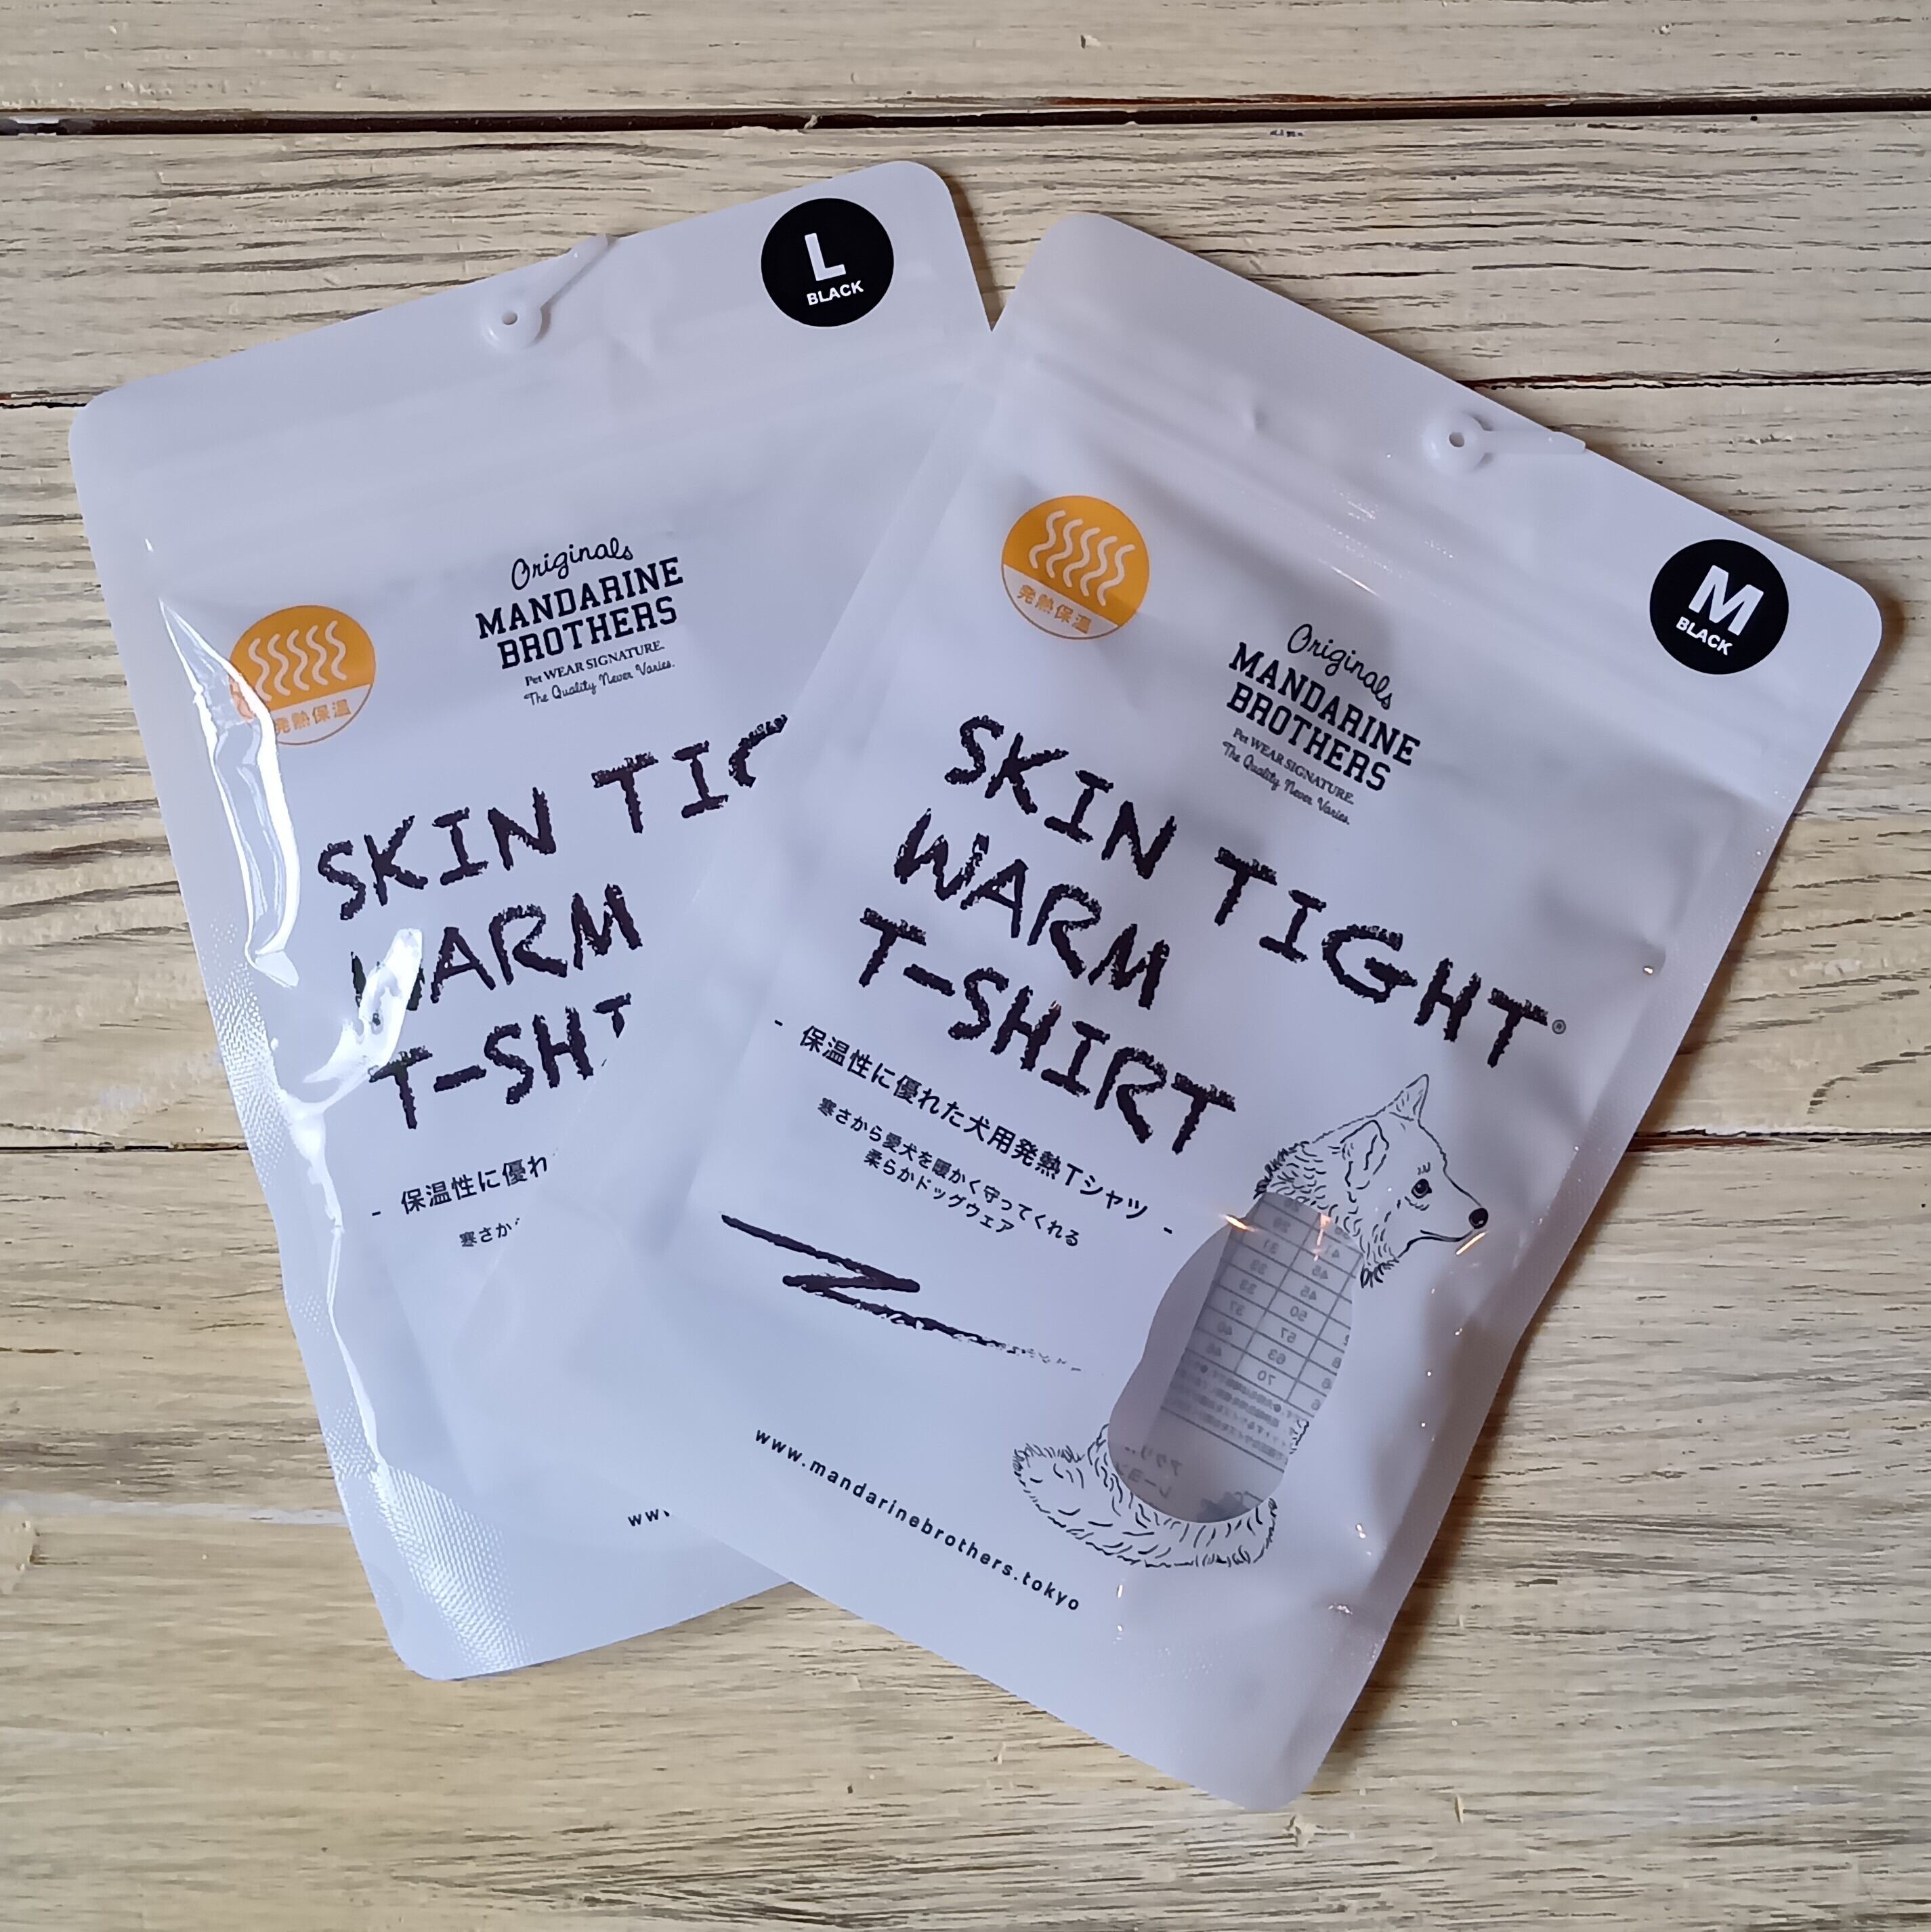 L
BLACK
Originals
MANDARINE
BROTHERS
Pet WEAR SIGNATURE.
The Quality Never Varies.
発熱保温
SKIN TIG
WARM
T-SH
- 保温性に優れ
寒さか
www
M
BLACK
発熱保温
Originals
MANDARINE
BROTHERS
Pet WEAR SIGNATURE.
The Quality Never Varies.
SKIN TIGHT®
WARM
T-SHIRT
- 保温性に優れた犬用発熱Tシャツ -
寒さから愛犬を暖かく守ってくれる
柔らかドッグウェア
www.mandarinebrothers.tokyo